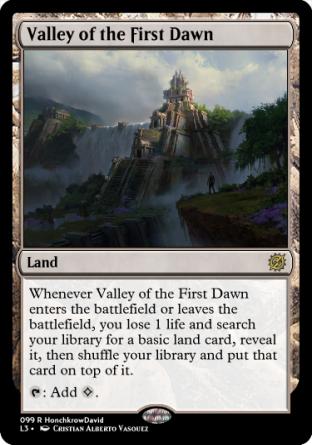 Valley of the First Dawn
Land
Whenever Valley of the First Dawn
enters the battlefield or leaves the
battlefield, you lose 1 life and search
your library for a basic land card, reveal
it, then shuffle your library and put that
card on top of it.
: Add .
099 R HonchkrowDavid
L3 • Cristian Alberto Vasquez